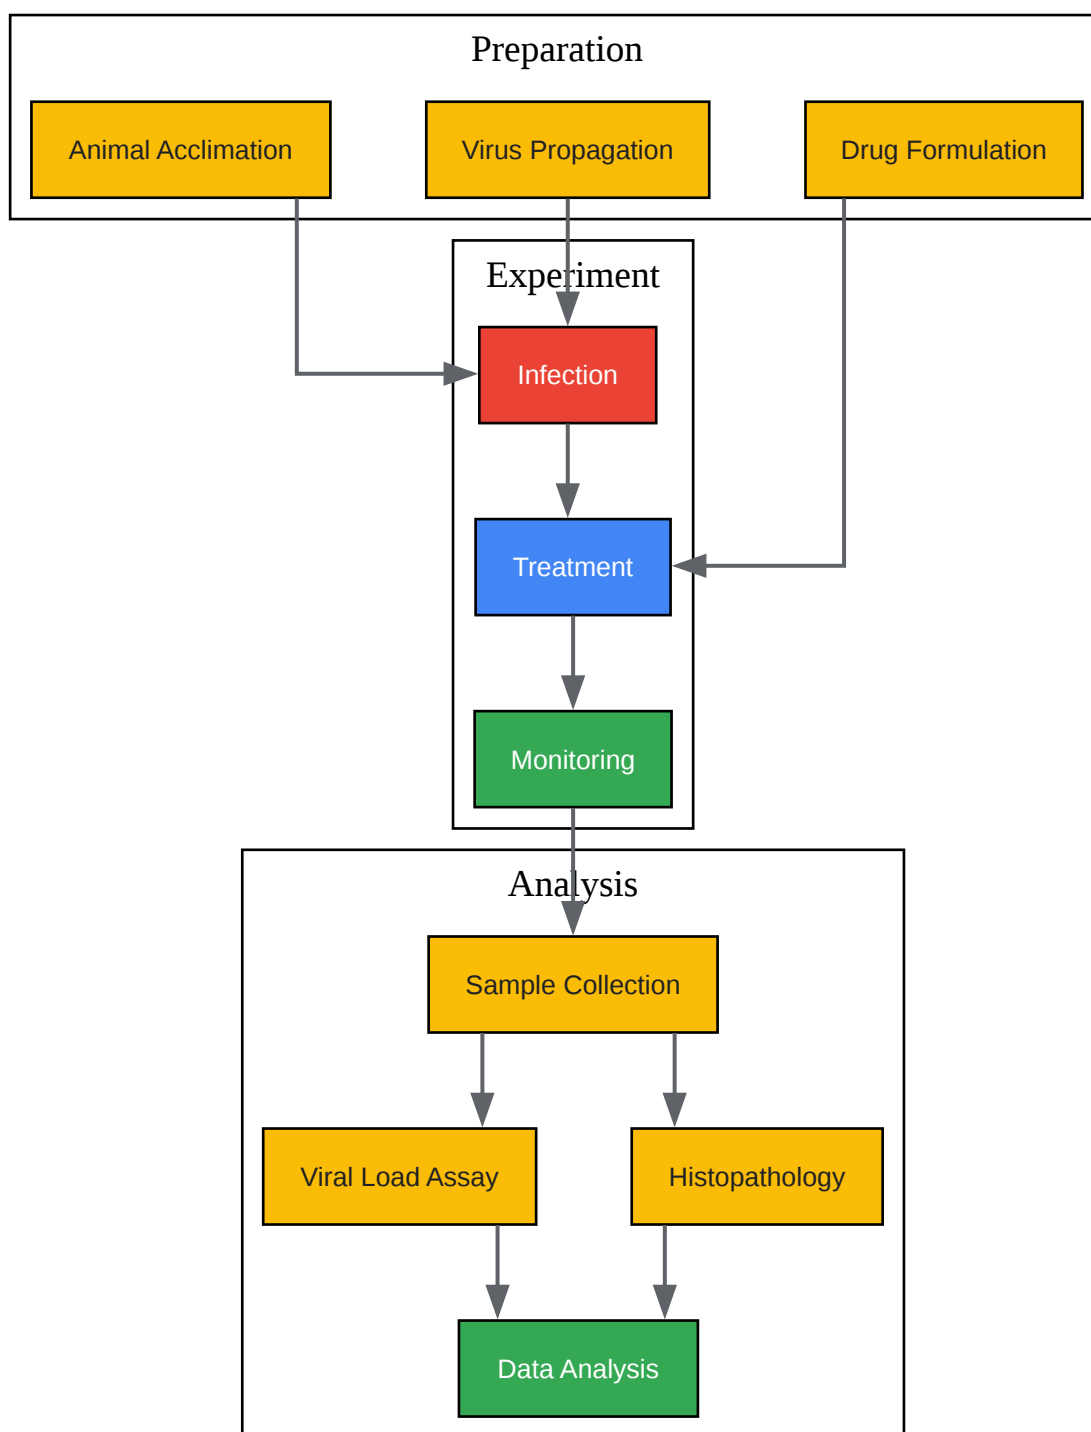 Preparation
Animal Acclimation
Virus Propagation
Drug Formulation
Experiment
Infection
Treatment
Monitoring
Analysis
Sample Collection
Viral Load Assay
Histopathology
Data Analysis